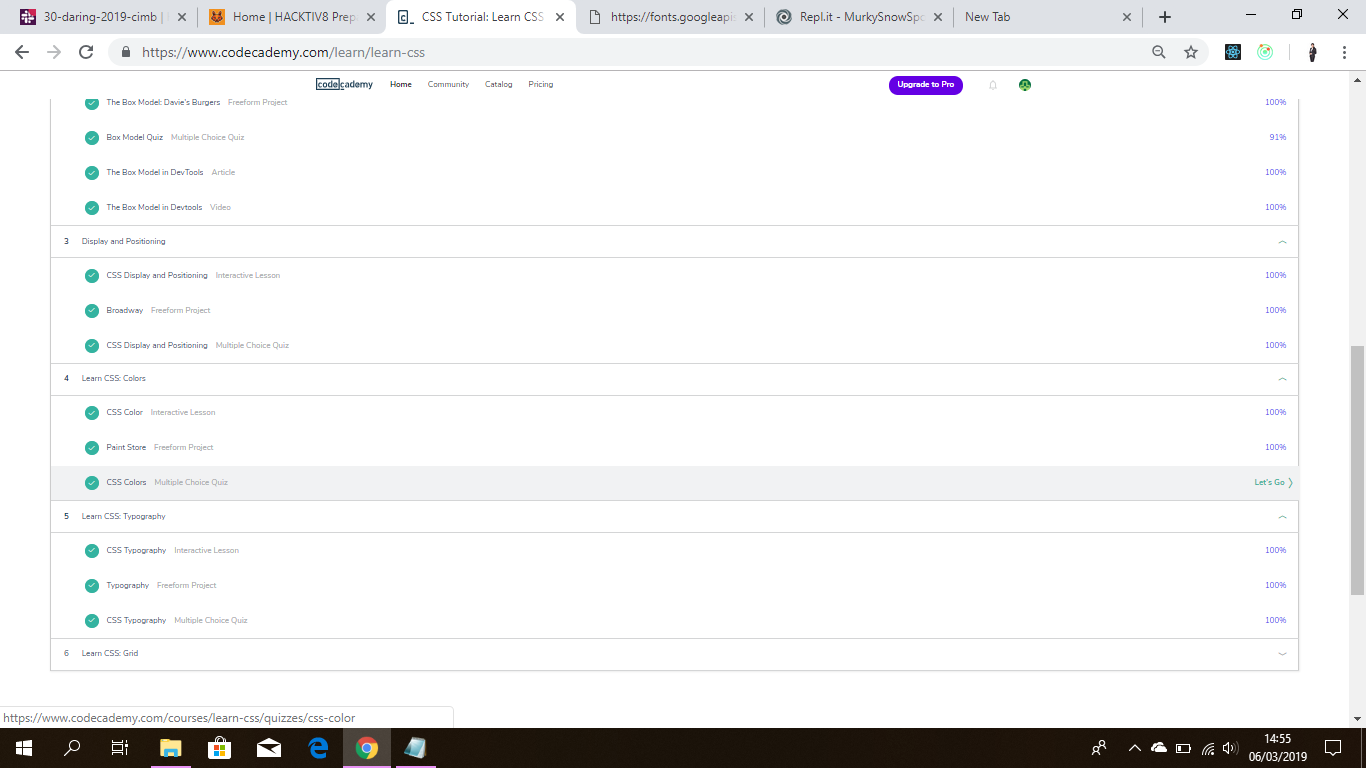 30-daring-2019-cimb |
Home | HACKTIV8 Prep
CSS Tutorial: Learn CSS
https://fonts.googleapi
Repl.it - MurkySnowSpo
New Tab
https://www.codecademy.com/learn/learn-css
codecademy Home Community Catalog Pricing Upgrade to Pro
The Box Model: Davie's Burgers Freeform Project 100%
Box Model Quiz Multiple Choice Quiz 91%
The Box Model in DevTools Article 100%
The Box Model in Devtools Video 100%
3 Display and Positioning
CSS Display and Positioning Interactive Lesson 100%
Broadway Freeform Project 100%
CSS Display and Positioning Multiple Choice Quiz 100%
4 Learn CSS: Colors
CSS Color Interactive Lesson 100%
Paint Store Freeform Project 100%
CSS Colors Multiple Choice Quiz Let's Go
5 Learn CSS: Typography
CSS Typography Interactive Lesson 100%
Typography Freeform Project 100%
CSS Typography Multiple Choice Quiz 100%
6 Learn CSS: Grid
https://www.codecademy.com/courses/learn-css/quizzes/css-color
14:55
06/03/2019